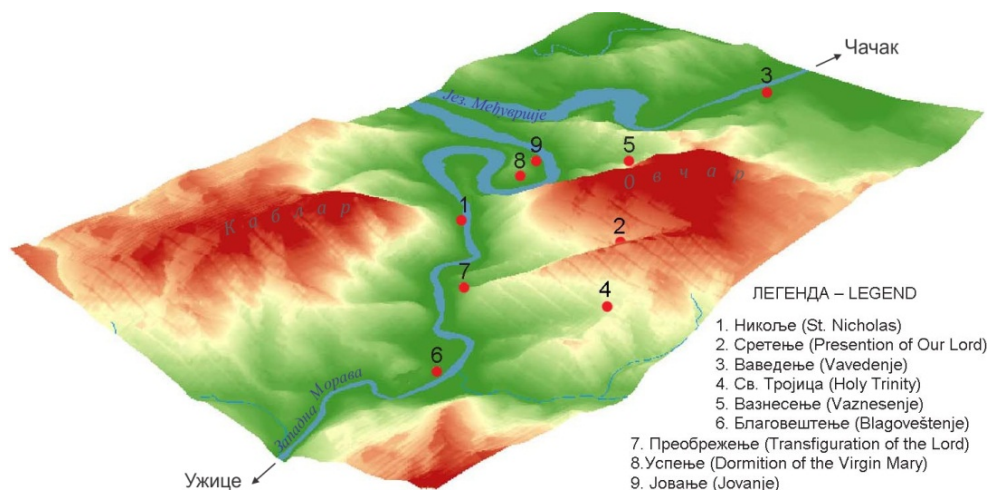 Чачак
3
Јез. Међувршје
9
5
8
Овчар
Каблар
1
2
7
4
6
Западна Морава
Ужице
ЛЕГЕНДА – LEGEND
1. Никоље (St. Nicholas)
2. Сретење (Presention of Our Lord)
3. Ваведење (Vavedenje)
4. Св. Тројица (Holy Trinity)
5. Вазнесење (Vaznesenje)
6. Благовештење (Blagoveštenje)
7. Преображење (Transfiguration of the Lord)
8.Успење (Dormition of the Virgin Mary)
9. Јовање (Jovanje)